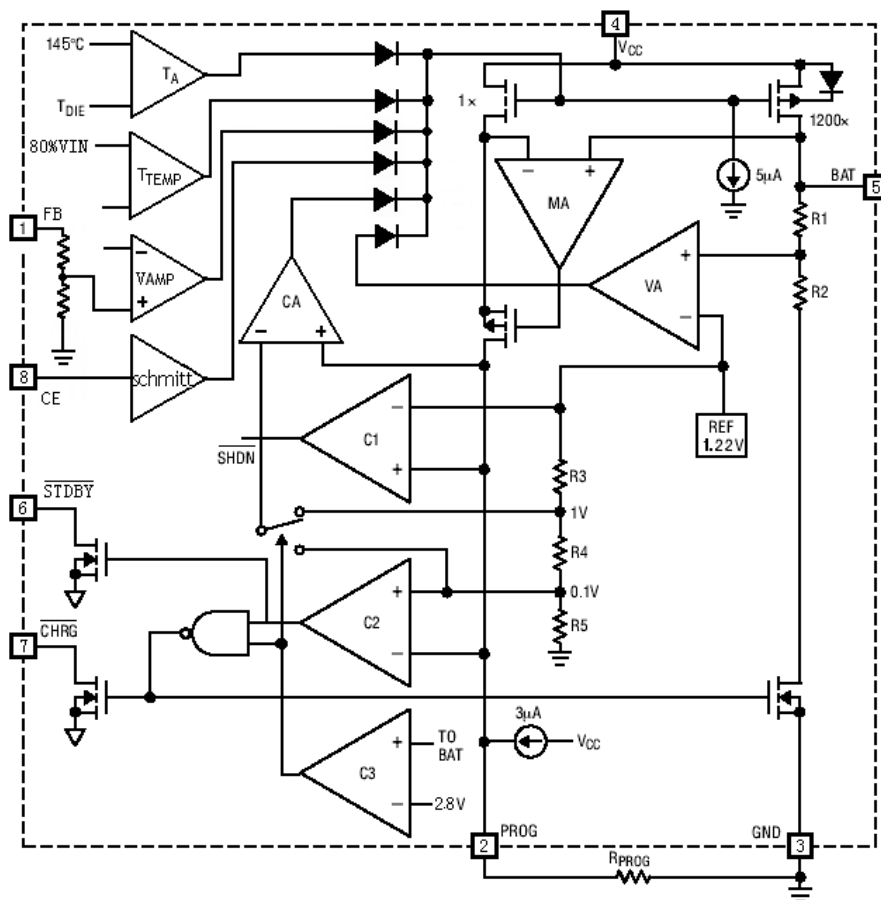 4
VCC
145°C
TA
TDIE
1×
1200×
80%VIN
TTEMP
− +
MA
5μA
BAT
5
1
FB
R1
−
VAMP
+
VA
+
−
R2
CA
− +
8
CE
schmitt
REF
1.22V
−
C1
+
SHDN
R3
6
STDBY
1V
R4
+
C2
−
0.1V
R5
7
CHRG
3μA
VCC
+
C3
−
TO
BAT
2.8V
2
PROG
GND
3
RPROG